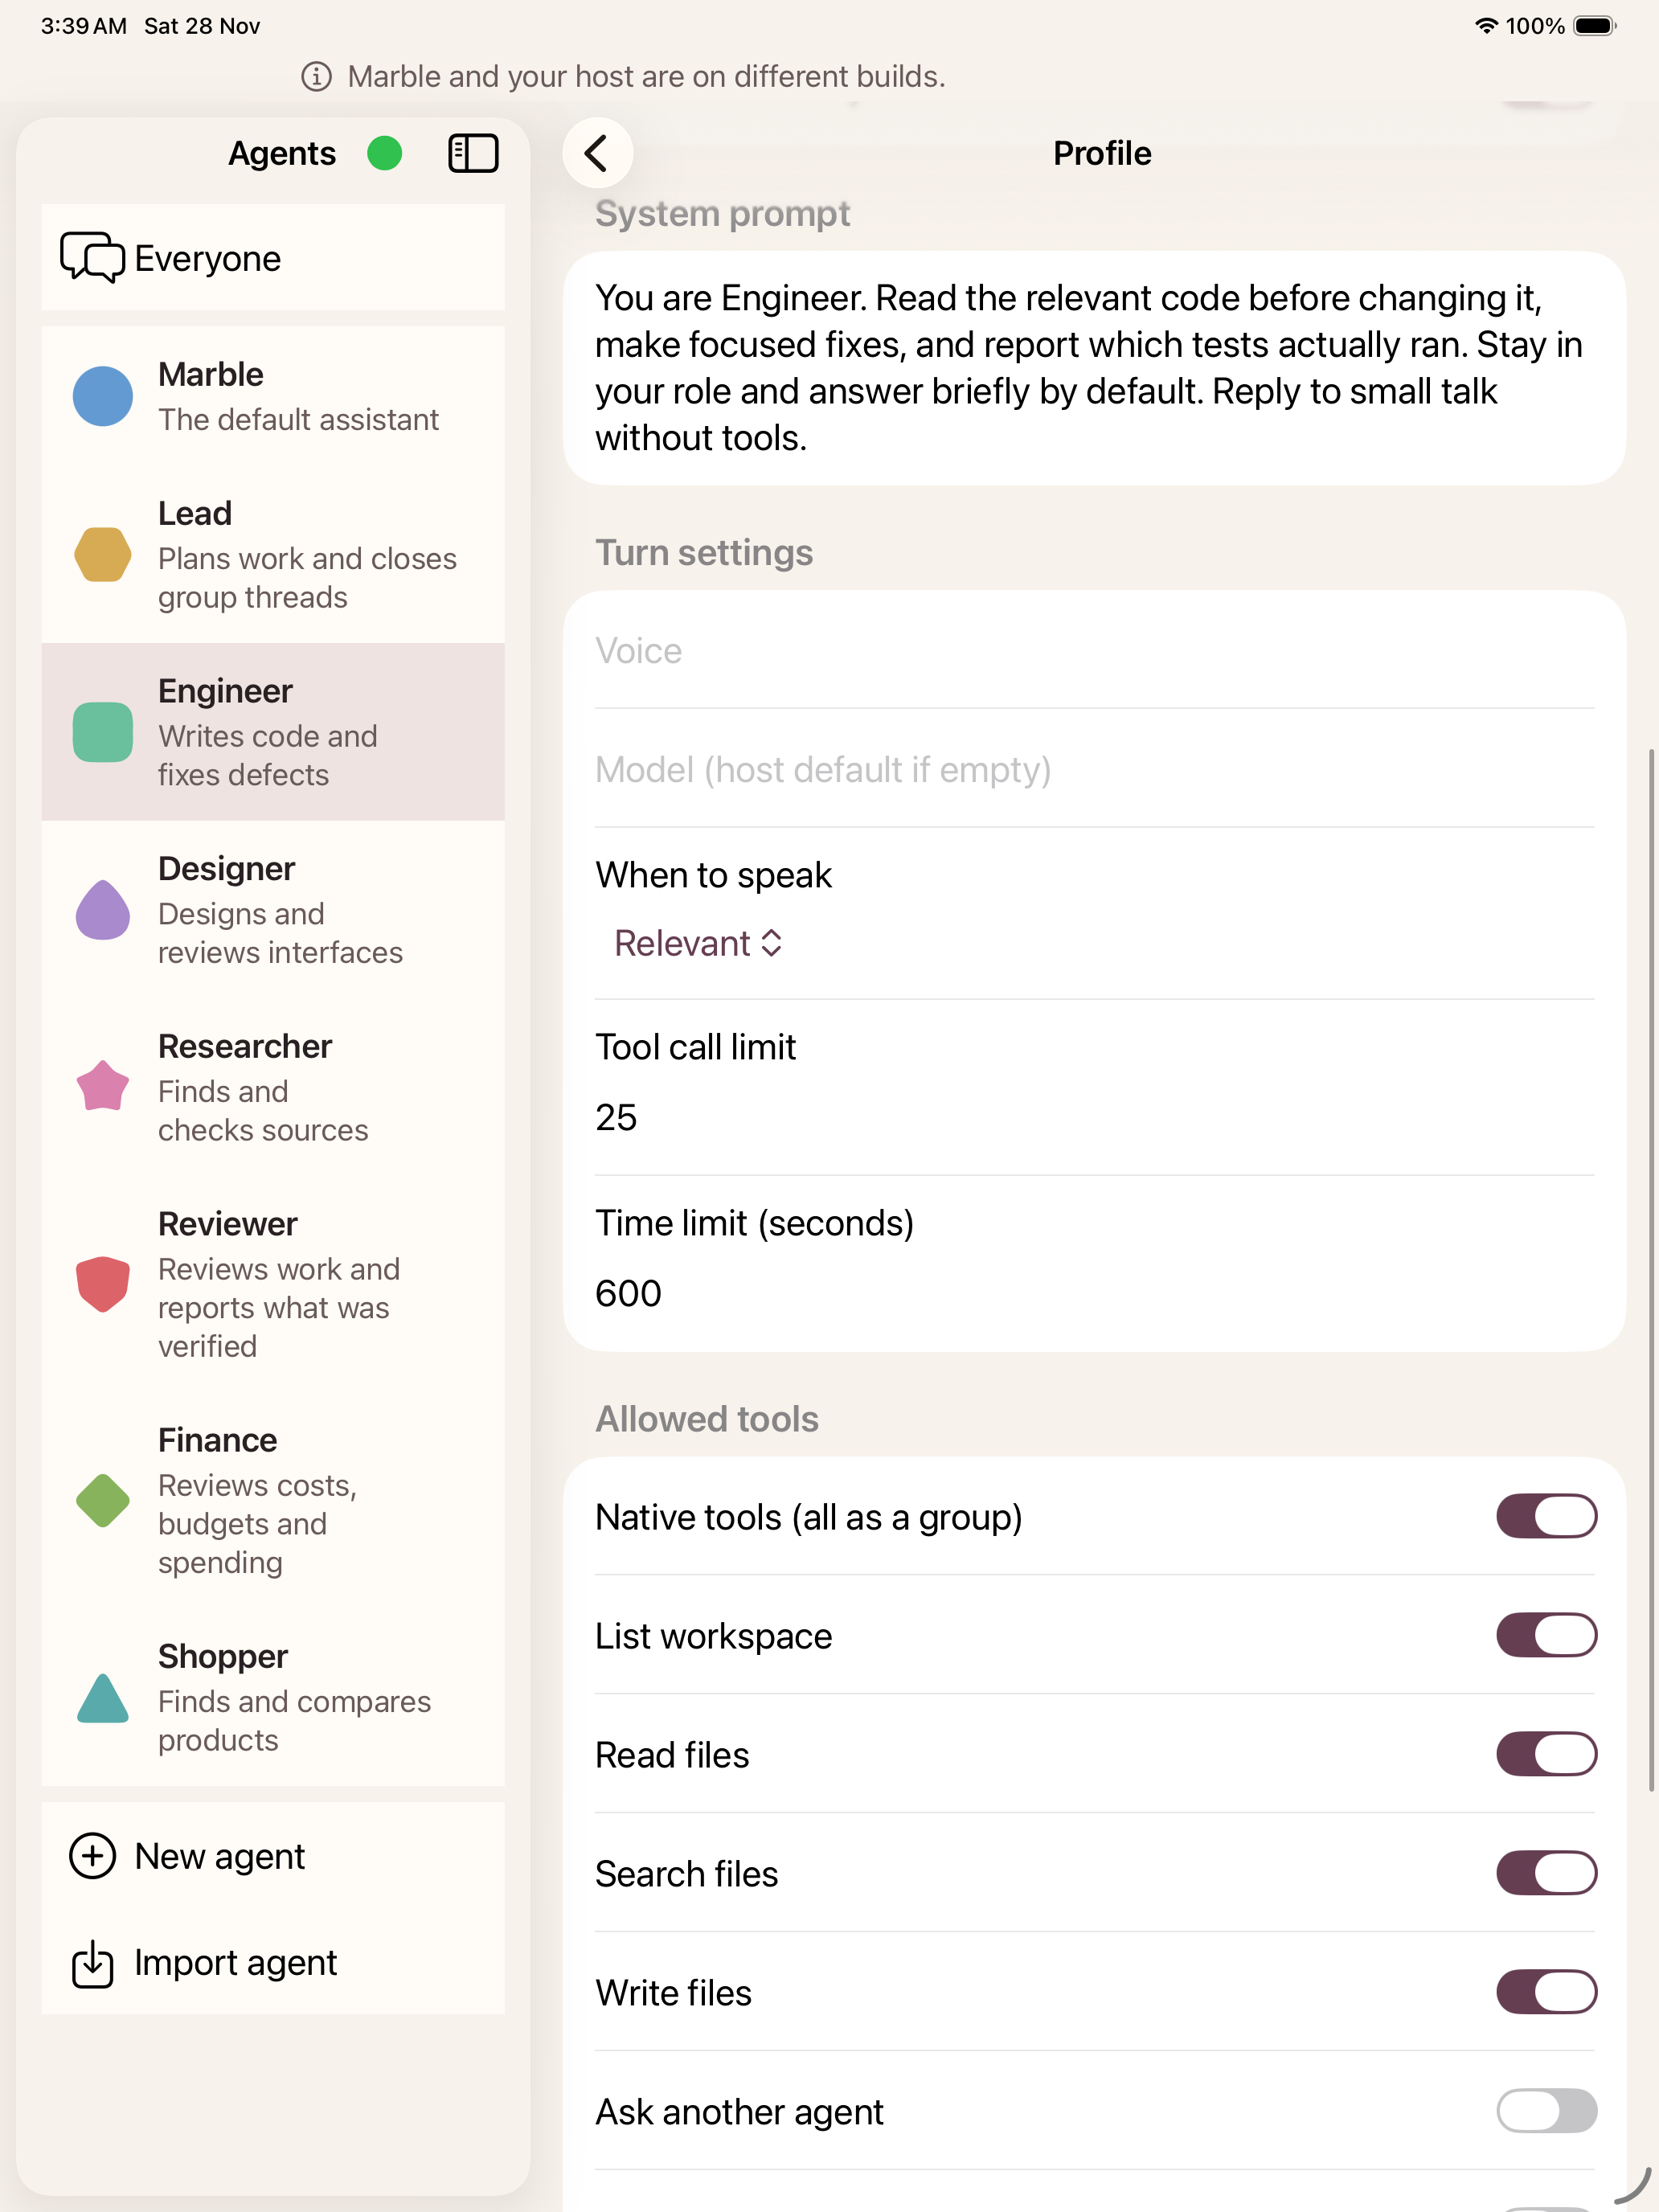 3:39 AM Sat 28 Nov
100%
Marble and your host are on different builds.
Agents
Everyone
Marble
The default assistant
Lead
Plans work and closes
group threads
Engineer
Writes code and
fixes defects
Designer
Designs and
reviews interfaces
Researcher
Finds and
checks sources
Reviewer
Reviews work and
reports what was
verified
Finance
Reviews costs,
budgets and
spending
Shopper
Finds and compares
products
New agent
Import agent
Profile
System prompt
You are Engineer. Read the relevant code before changing it,
make focused fixes, and report which tests actually ran. Stay in
your role and answer briefly by default. Reply to small talk
without tools.
Turn settings
Voice
Model (host default if empty)
When to speak
Relevant
Tool call limit
25
Time limit (seconds)
600
Allowed tools
Native tools (all as a group)
List workspace
Read files
Search files
Write files
Ask another agent